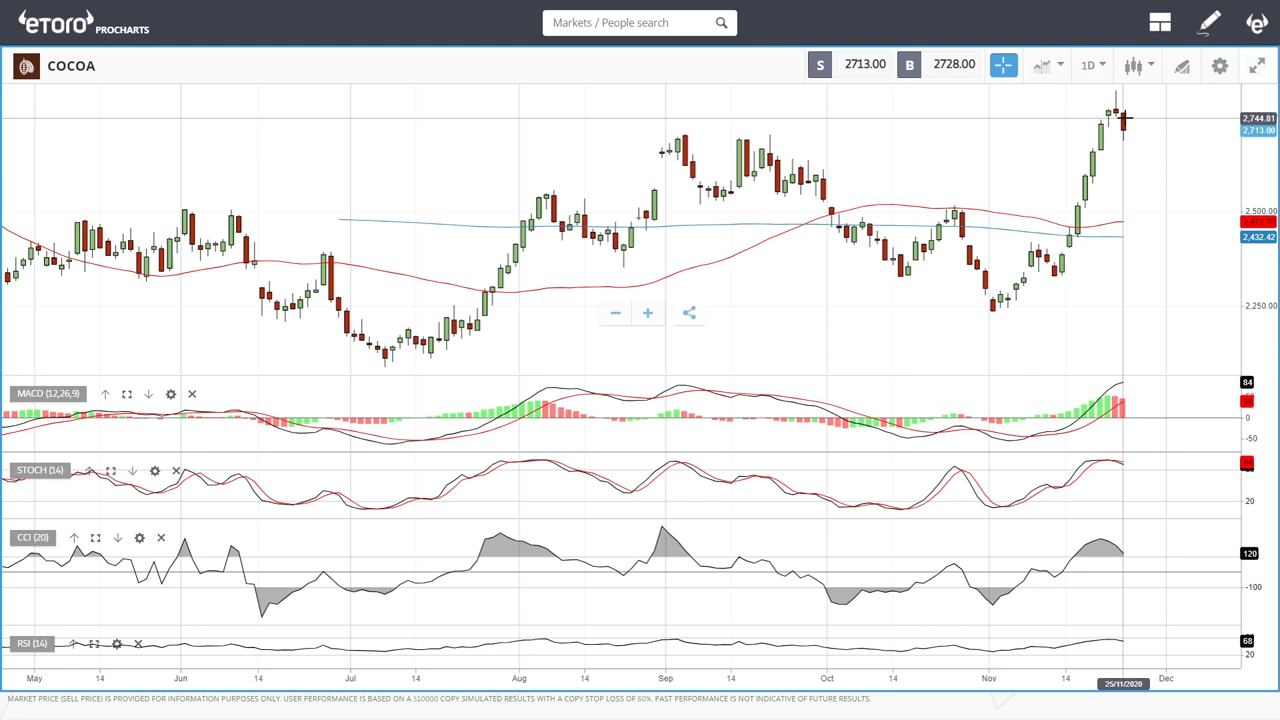 eToro PROCHARTS
Markets / People search
COCOA
S 2713.00 B 2728.00 1D
2,744.81
2,713.00
2,500.00
2,432.42
2,250.00
MACD (12,26,9)
84
0
-50
STOCH (14)
20
CCI (20)
120
-100
RSI (14)
68
20
May 14 Jun 14 Jul 14 Aug 14 Sep 14 Oct 14 Nov 14 Dec
25/11/2020
MARKET PRICE (SELL PRICE) IS PROVIDED FOR INFORMATION PURPOSES ONLY. USER PERFORMANCE IS BASED ON A $10000 COPY SIMULATED RESULTS WITH A COPY STOP LOSS OF 60%. PAST PERFORMANCE IS NOT INDICATIVE OF FUTURE RESULTS.